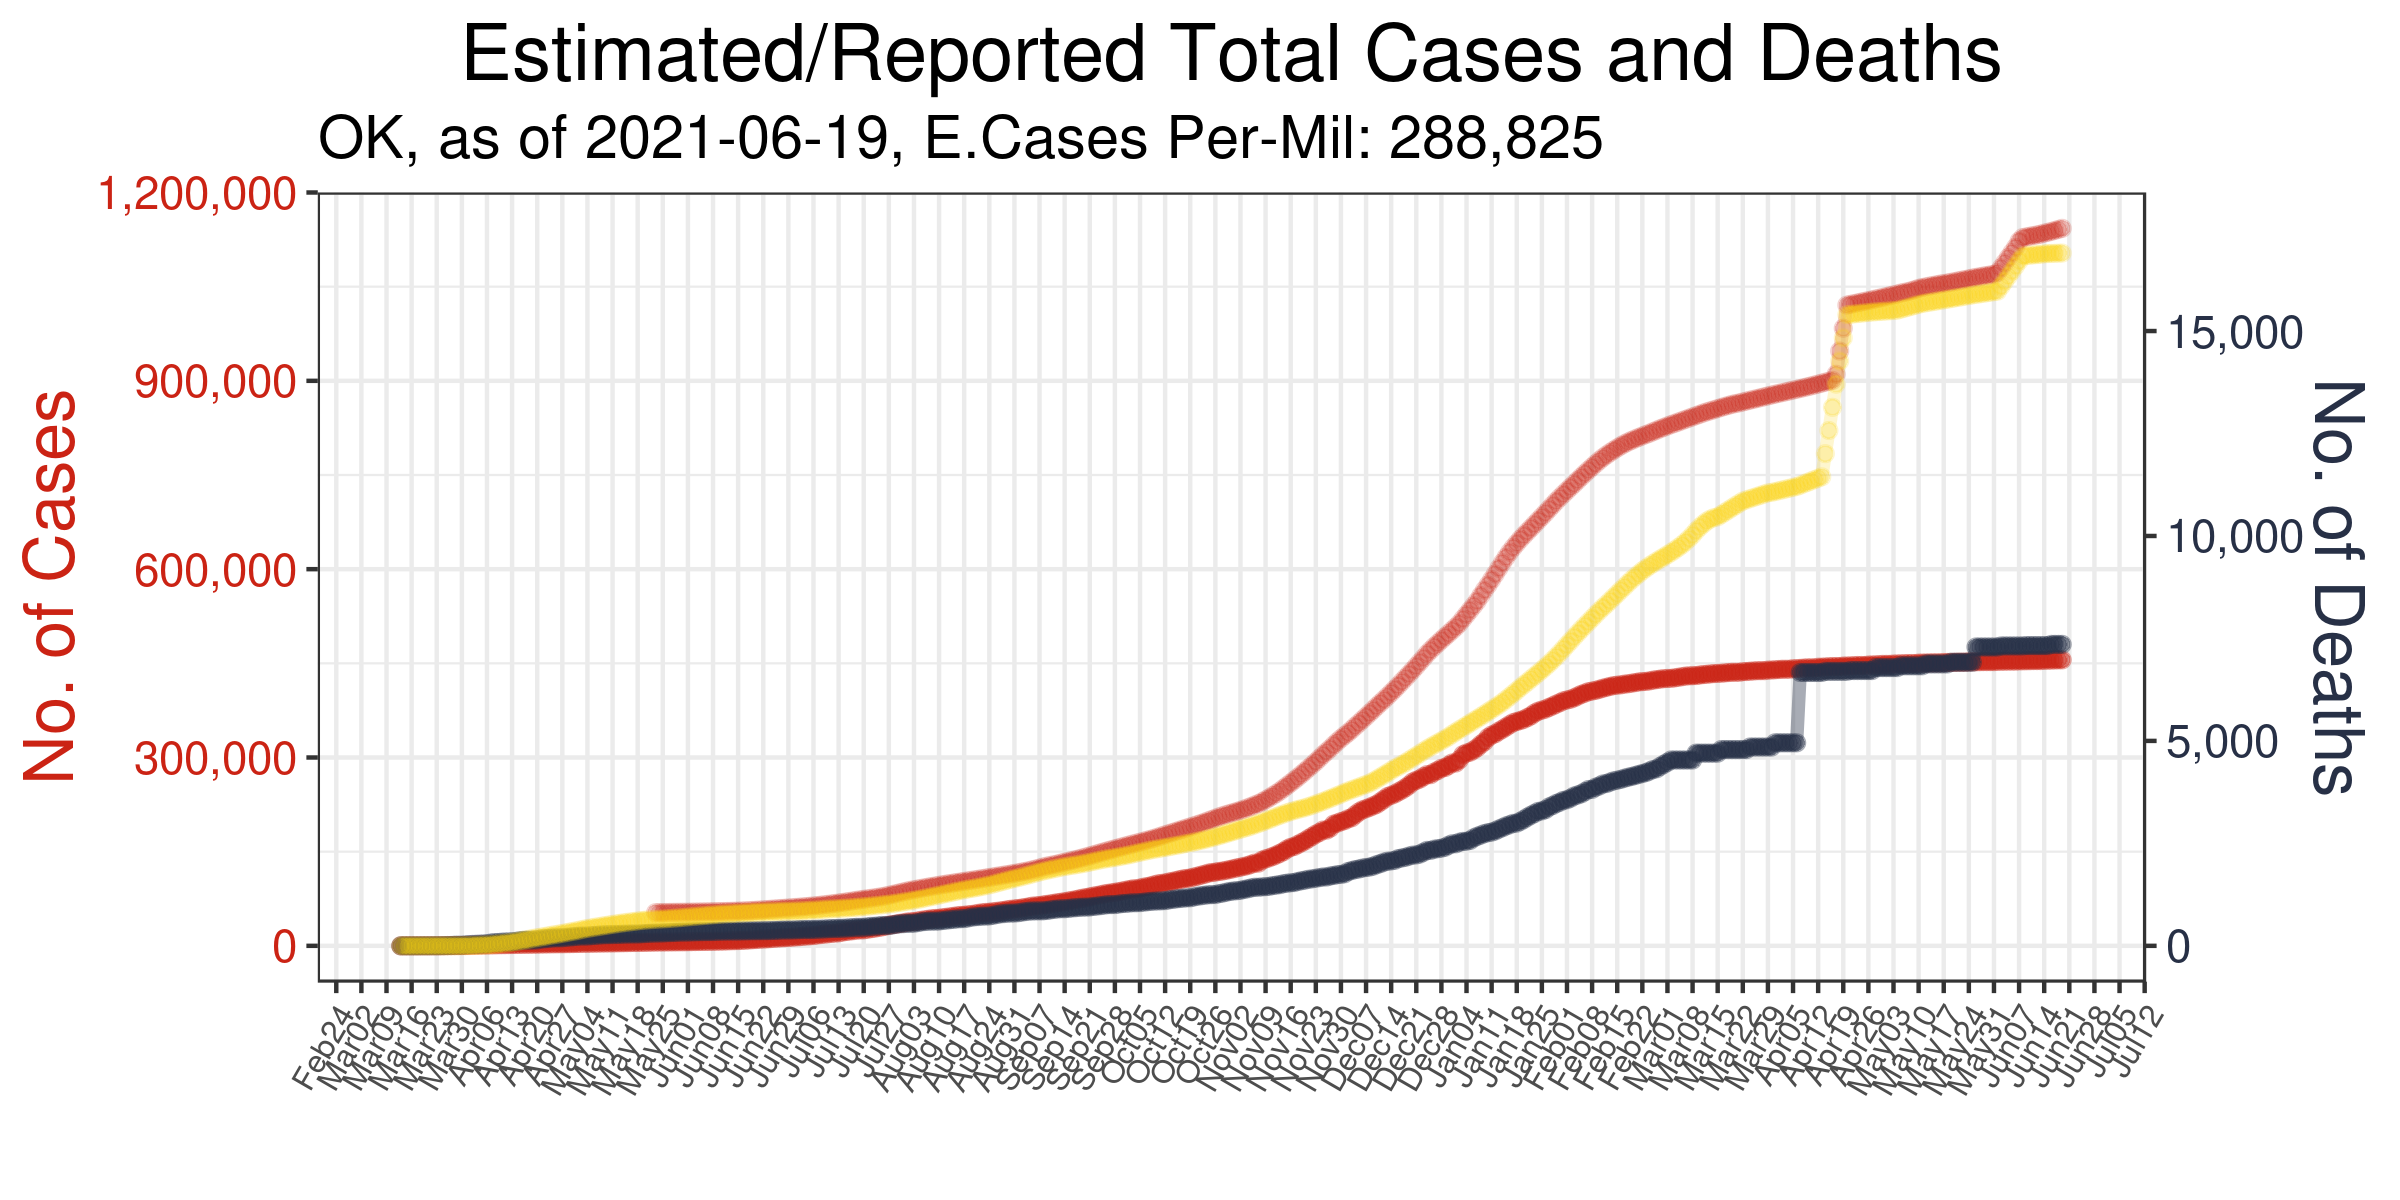 Estimated/Reported Total Cases and Deaths
OK, as of 2021-06-19, E.Cases Per-Mil: 288,825
No. of Cases
1,200,000
900,000
600,000
300,000
0
15,000
10,000
5,000
0
No. of Deaths
Feb24
Mar02
Mar09
Mar16
Mar23
Mar30
Apr06
Apr13
Apr20
Apr27
May04
May11
May18
May25
Jun01
Jun08
Jun15
Jun22
Jun29
Jul06
Jul13
Jul20
Jul27
Aug03
Aug10
Aug17
Aug24
Aug31
Sep07
Sep14
Sep21
Sep28
Oct05
Oct12
Oct19
Oct26
Nov02
Nov09
Nov16
Nov23
Nov30
Dec07
Dec14
Dec21
Dec28
Jan04
Jan11
Jan18
Jan25
Feb01
Feb08
Feb15
Feb22
Mar01
Mar08
Mar15
Mar22
Mar29
Apr05
Apr12
Apr19
Apr26
May03
May10
May17
May24
May31
Jun07
Jun14
Jun21
Jun28
Jul05
Jul12